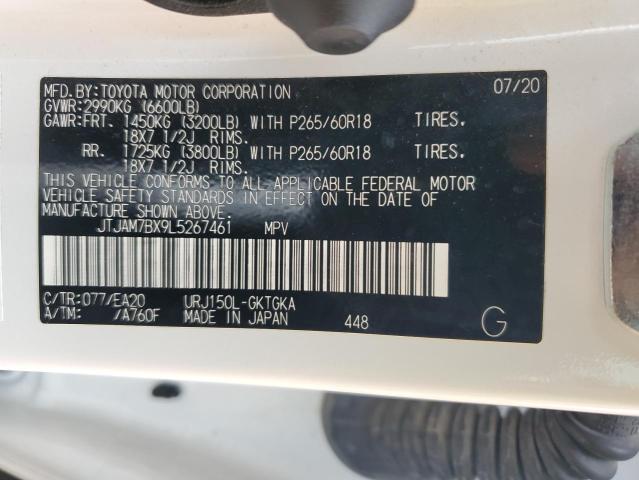 MFD.BY:TOYOTA MOTOR CORPORATION 07/20
GVWR:2990KG (6600LB)
GAWR:FRT. 1450KG (3200LB) WITH P265/60R18 TIRES.
18X7 1/2J RIMS.
RR. 1725KG (3800LB) WITH P265/60R18 TIRES.
18X7 1/2J RIMS.
THIS VEHICLE CONFORMS TO ALL APPLICABLE FEDERAL MOTOR
VEHICLE SAFETY STANDARDS IN EFFECT ON THE DATE OF
MANUFACTURE SHOWN ABOVE.
JTJAM7BX9L5267461 MPV
C/TR:077/EA20 URJ150L-GKTGKA
A/TM: /A760F MADE IN JAPAN 448 G